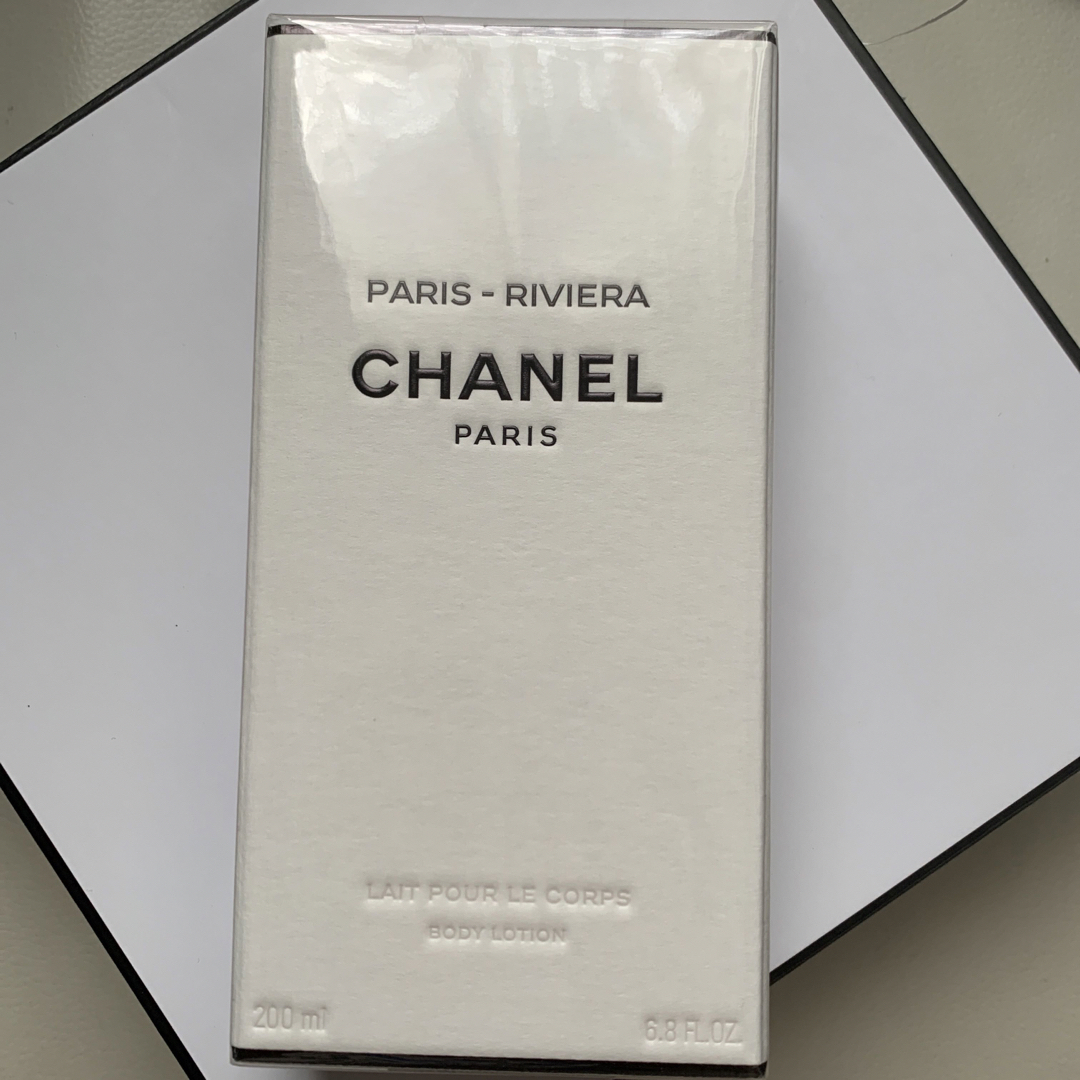 PARIS - RIVIERA
CHANEL
PARIS
LAIT POUR LE CORPS
BODY LOTION
200 ml 6.8 FL.OZ.